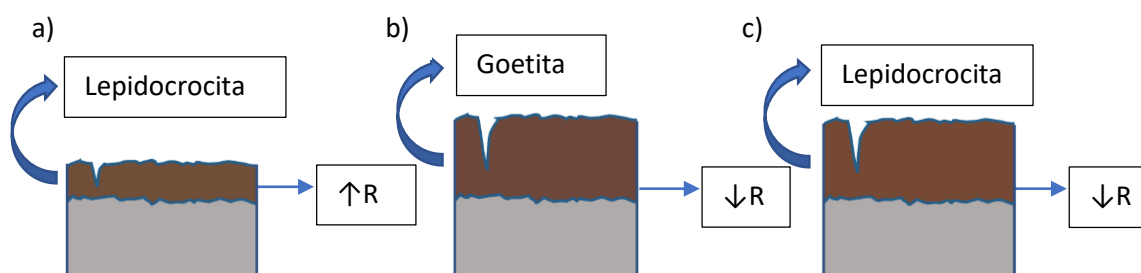 a)
Lepidocrocita
↑R
b)
Goetita
↓R
c)
Lepidocrocita
↓R